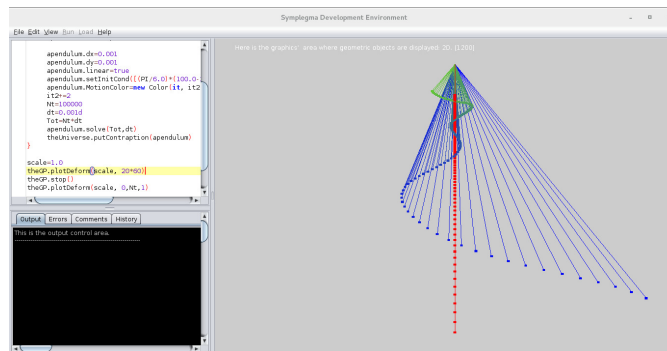 Symplegma Development Environment
File Edit View Run Load Help
apendulum.dx=0.001
apendulum.dy=0.001
apendulum.linear=true
apendulum.setInitCond([(PI/6.0)*(100.0-
apendulum.MotionColor=new Color(it, it2
it2+=2
Nt=100000
dt=0.001d
Tot=Nt*dt
apendulum.solve(Tot,dt)
theUniverse.putContraption(apendulum)
}
scale=1.0
theGP.plotDeform(scale, 20*60)
theGP.stop()
theGP.plotDeform(scale, 0,Nt,1)
Output Errors Comments History
This is the output control area.
Here is the graphics' area where geometric objects are displayed: 2D. (1200)